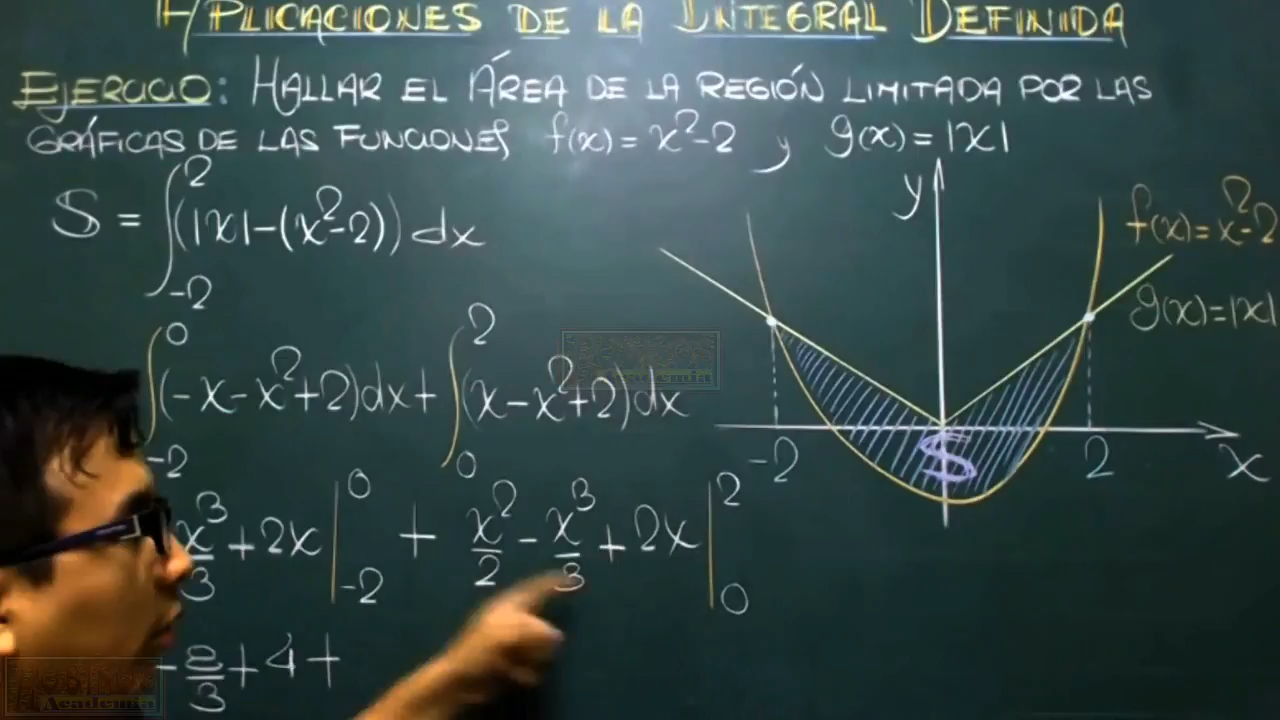 APLICACIONES DE LA INTEGRAL DEFINIDA
EJERCICIO: HALLAR EL ÁREA DE LA REGIÓN LIMITADA POR LAS
GRÁFICAS DE LAS FUNCIONES f(x) = x²-2 y g(x) = |x|
S = ∫₋₂² (|x|-(x²-2)) dx
∫₋₂⁰ (-x-x²+2)dx + ∫₀² (x-x²+2)dx
x³/3 + 2x |₋₂⁰ + x²/2 - x³/3 + 2x |₀²
- 8/3 + 4 +
y
f(x) = x²-2
g(x) = |x|
S
-2 2 x
Academia
Academia